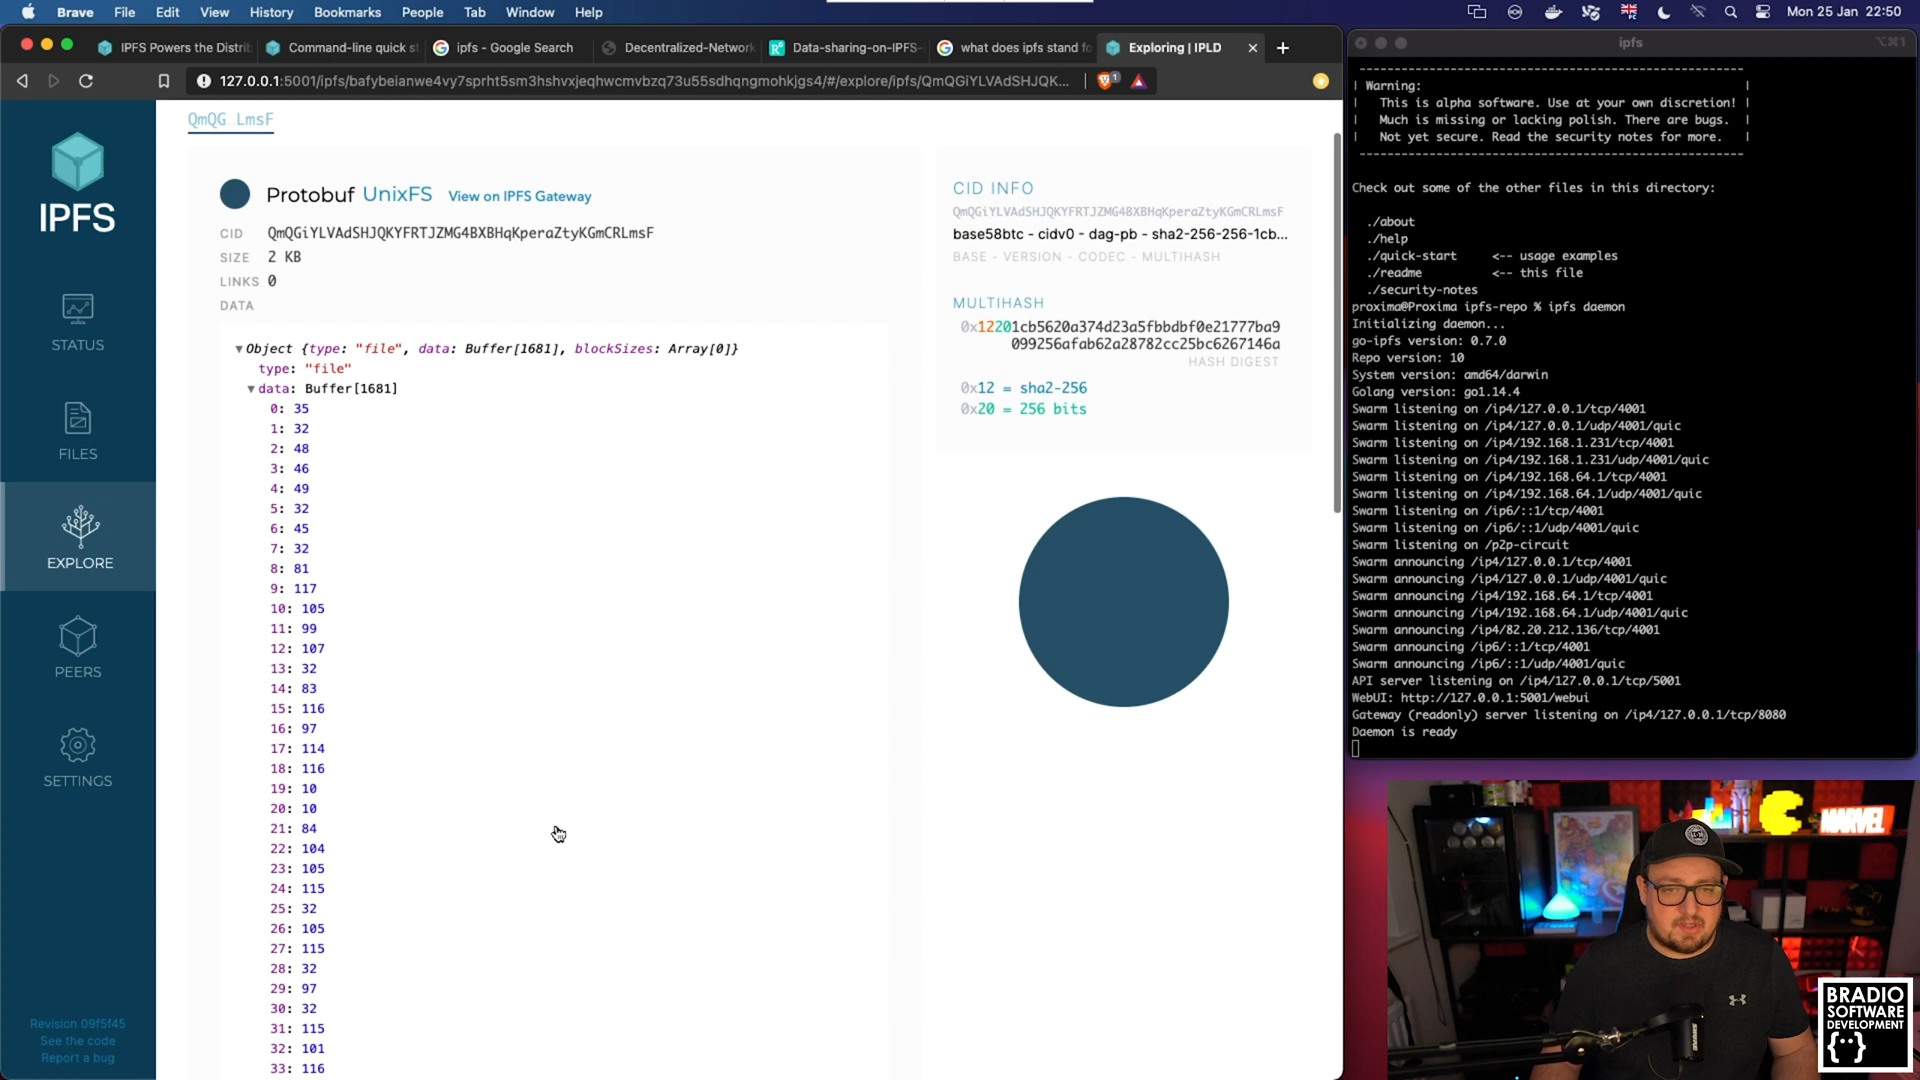 Brave File Edit View History Bookmarks People Tab Window Help
Mon 25 Jan 22:50
IPFS Powers the Distrib
Command-line quick st
ipfs - Google Search
Decentralized-Network
Data-sharing-on-IPFS-
what does ipfs stand fo
Exploring | IPLD
127.0.0.1:5001/ipfs/bafybeianwe4vy7sprht5sm3hshvxjeqhwcmvbzq73u55sdhqngmohkjgs4/#/explore/ipfs/QmQGiYLVAdSHJQK...
1
IPFS
STATUS
FILES
EXPLORE
PEERS
SETTINGS
Revision 09f5f45
See the code
Report a bug
QmQG…LmsF
Protobuf UnixFS View on IPFS Gateway
CID QmQGiYLVAdSHJQKYFRTJZMG4BXBHqKperaZtyKGmCRLmsF
SIZE 2 KB
LINKS 0
DATA
▼Object {type: "file", data: Buffer[1681], blockSizes: Array[0]}
type: "file"
▼data: Buffer[1681]
0: 35
1: 32
2: 48
3: 46
4: 49
5: 32
6: 45
7: 32
8: 81
9: 117
10: 105
11: 99
12: 107
13: 32
14: 83
15: 116
16: 97
17: 114
18: 116
19: 10
20: 10
21: 84
22: 104
23: 105
24: 115
25: 32
26: 105
27: 115
28: 32
29: 97
30: 32
31: 115
32: 101
33: 116
CID INFO
QmQGiYLVAdSHJQKYFRTJZMG4BXBHqKperaZtyKGmCRLmsF
base58btc - cidv0 - dag-pb - sha2-256-256-1cb...
BASE - VERSION - CODEC - MULTIHASH
MULTIHASH
0x12201cb5620a374d23a5fbbdbf0e21777ba9
099256afab62a28782cc25bc6267146a
HASH DIGEST
0x12 = sha2-256
0x20 = 256 bits
ipfs
⌥⌘1
| Warning: |
| This is alpha software. Use at your own discretion! |
| Much is missing or lacking polish. There are bugs. |
| Not yet secure. Read the security notes for more. |
Check out some of the other files in this directory:
./about
./help
./quick-start <-- usage examples
./readme <-- this file
./security-notes
proxima@Proxima ipfs-repo % ipfs daemon
Initializing daemon...
go-ipfs version: 0.7.0
Repo version: 10
System version: amd64/darwin
Golang version: go1.14.4
Swarm listening on /ip4/127.0.0.1/tcp/4001
Swarm listening on /ip4/127.0.0.1/udp/4001/quic
Swarm listening on /ip4/192.168.1.231/tcp/4001
Swarm listening on /ip4/192.168.1.231/udp/4001/quic
Swarm listening on /ip4/192.168.64.1/tcp/4001
Swarm listening on /ip4/192.168.64.1/udp/4001/quic
Swarm listening on /ip6/::1/tcp/4001
Swarm listening on /ip6/::1/udp/4001/quic
Swarm listening on /p2p-circuit
Swarm announcing /ip4/127.0.0.1/tcp/4001
Swarm announcing /ip4/127.0.0.1/udp/4001/quic
Swarm announcing /ip4/192.168.64.1/tcp/4001
Swarm announcing /ip4/192.168.64.1/udp/4001/quic
Swarm announcing /ip4/82.20.212.136/tcp/4001
Swarm announcing /ip6/::1/tcp/4001
Swarm announcing /ip6/::1/udp/4001/quic
API server listening on /ip4/127.0.0.1/tcp/5001
WebUI: http://127.0.0.1:5001/webui
Gateway (readonly) server listening on /ip4/127.0.0.1/tcp/8080
Daemon is ready
MARVEL
BRADIO
SOFTWARE
DEVELOPMENT
{··}